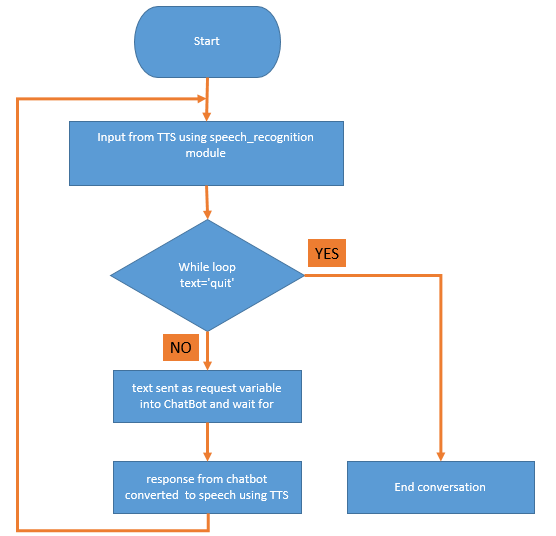 Start
Input from TTS using speech_recognition
module
While loop
text='quit'
YES
NO
text sent as request variable
into ChatBot and wait for
response from chatbot
converted  to speech using TTS
End conversation